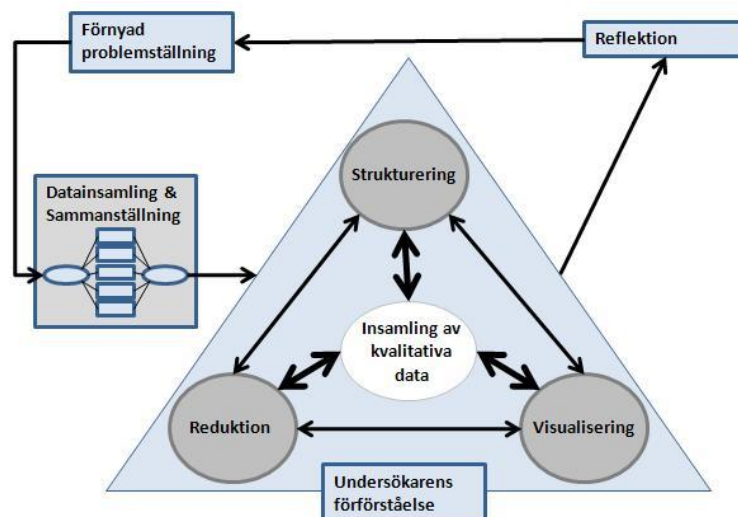 Förnyad
problemställning
Reflektion
Strukturering
Datainsamling &
Sammanställning
Insamling av
kvalitativa
data
Reduktion
Visualisering
Undersökarens
förförståelse